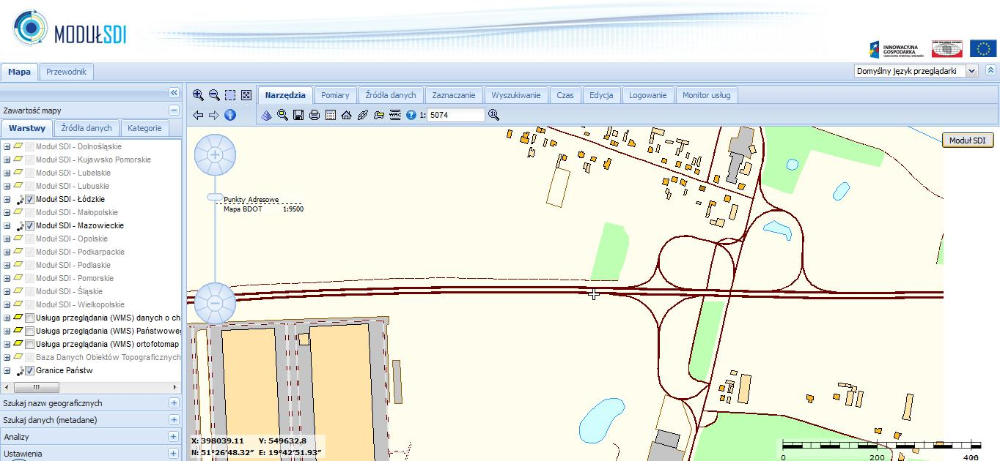 MODUŁSDI
INNOWACYJNA
GOSPODARKA
NARODOWA STRATEGIA SPÓJNOŚCI
Mapa
Przewodnik
Domyślny język przeglądarki
Zawartość mapy
Warstwy
Źródła danych
Kategorie
Moduł SDI - Dolnośląskie
Moduł SDI - Kujawsko Pomorskie
Moduł SDI - Lubelskie
Moduł SDI - Lubuskie
Moduł SDI - Łódzkie
Moduł SDI - Małopolskie
Moduł SDI - Mazowieckie
Moduł SDI - Opolskie
Moduł SDI - Podkarpackie
Moduł SDI - Podlaskie
Moduł SDI - Pomorskie
Moduł SDI - Śląskie
Moduł SDI - Wielkopolskie
Usługa przeglądania (WMS) danych o ch
Usługa przeglądania (WMS) Państwoweg
Usługa przeglądania (WMS) ortofotomap
Baza Danych Obiektów Topograficznych
Granice Państw
Szukaj nazw geograficznych
Szukaj danych (metadane)
Analizy
Ustawienia
Narzędzia
Pomiary
Źródła danych
Zaznaczanie
Wyszukiwanie
Czas
Edycja
Logowanie
Monitor usług
WMC
1: 5074
Moduł SDI
Punkty Adresowe
Mapa BDOT 1:9500
X: 398039.11 Y: 549632.8
N: 51°26'48.32" E: 19°42'51.93"
0 200 400 m